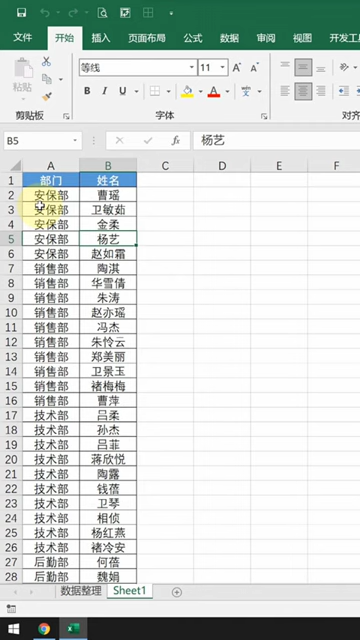 文件 开始 插入 页面布局 公式 数据 审阅 视图 开发工
粘贴 等线 11 A A
B I U A wén 文
剪贴板 字体
B5 fx 杨艺
A B C D E F
1 部门 姓名
2 安保部 曹瑶
3 安保部 卫敏茹
4 安保部 金柔
5 安保部 杨艺
6 安保部 赵如霜
7 销售部 陶淇
8 销售部 华雪倩
9 销售部 朱涛
10 销售部 赵亦瑶
11 销售部 冯杰
12 销售部 朱怜云
13 销售部 郑美丽
14 销售部 卫景玉
15 销售部 褚梅梅
16 销售部 曹萍
17 技术部 吕柔
18 技术部 孙杰
19 技术部 吕菲
20 技术部 蒋欣悦
21 技术部 陶露
22 技术部 钱蓓
23 技术部 卫琴
24 技术部 相侦
25 技术部 杨红燕
26 技术部 褚冷安
27 后勤部 何蓓
28 后勤部 魏娟
数据整理 Sheet1